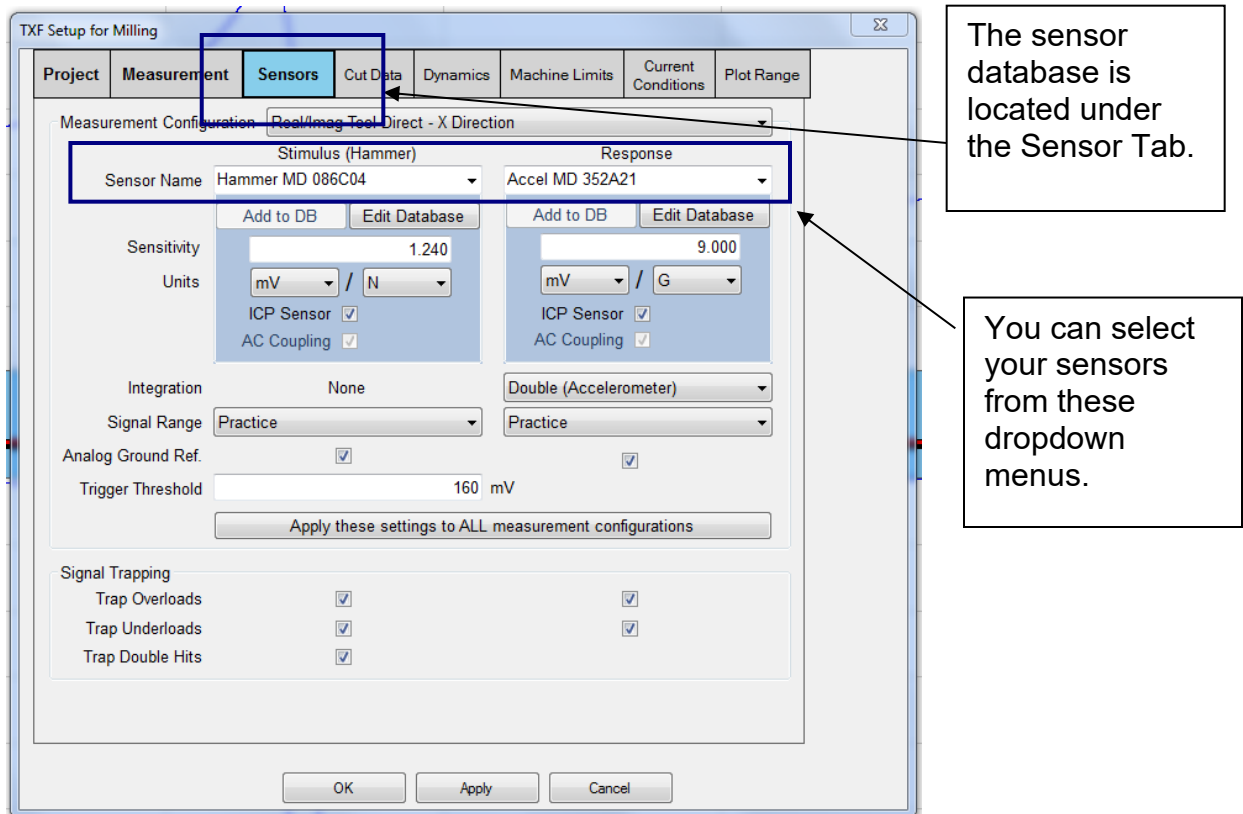 TXF Setup for Milling
Project Measurement Sensors Cut Data Dynamics Machine Limits Current Conditions Plot Range
Measurement Configuration Real/Imag Tool Direct - X Direction
Stimulus (Hammer) Response
Sensor Name Hammer MD 086C04 Accel MD 352A21
Add to DB Edit Database Add to DB Edit Database
Sensitivity 1.240 9.000
Units mV / N mV / G
ICP Sensor ICP Sensor
AC Coupling AC Coupling
Integration None Double (Accelerometer)
Signal Range Practice Practice
Analog Ground Ref.
Trigger Threshold 160 mV
Apply these settings to ALL measurement configurations
Signal Trapping
Trap Overloads
Trap Underloads
Trap Double Hits
OK Apply Cancel
The sensor
database is
located under
the Sensor Tab.
You can select
your sensors
from these
dropdown
menus.